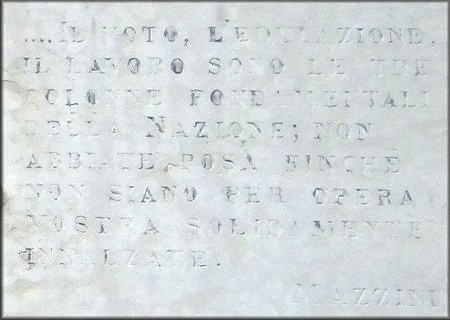 ....IL VOTO, L'EDUCAZIONE,
IL LAVORO SONO LE TRE
COLONNE FONDAMENTALI
DELLA NAZIONE; NON
ABBIATE POSA FINCHÈ
NON SIANO PER OPERA
VOSTRA SOLIDAMENTE
INNALZATE.
MAZZINI